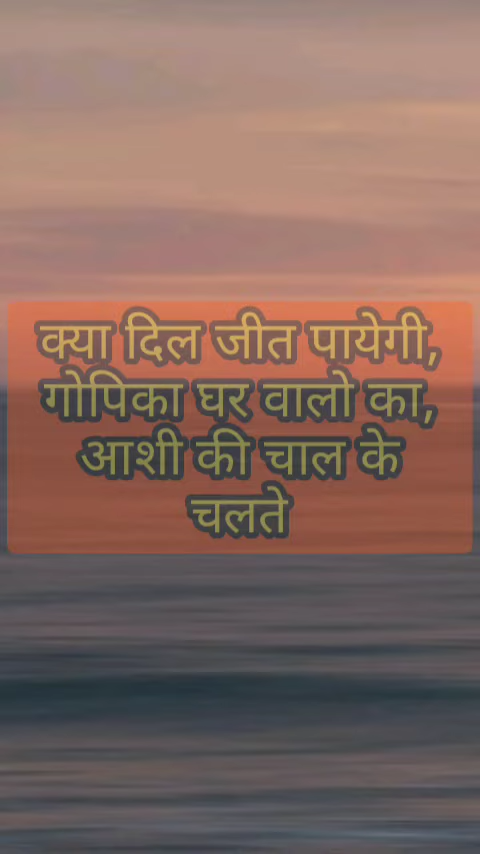 क्या दिल जीत पायेगी,
गोपिका घर वालो का,
आशी की चाल के
चलते